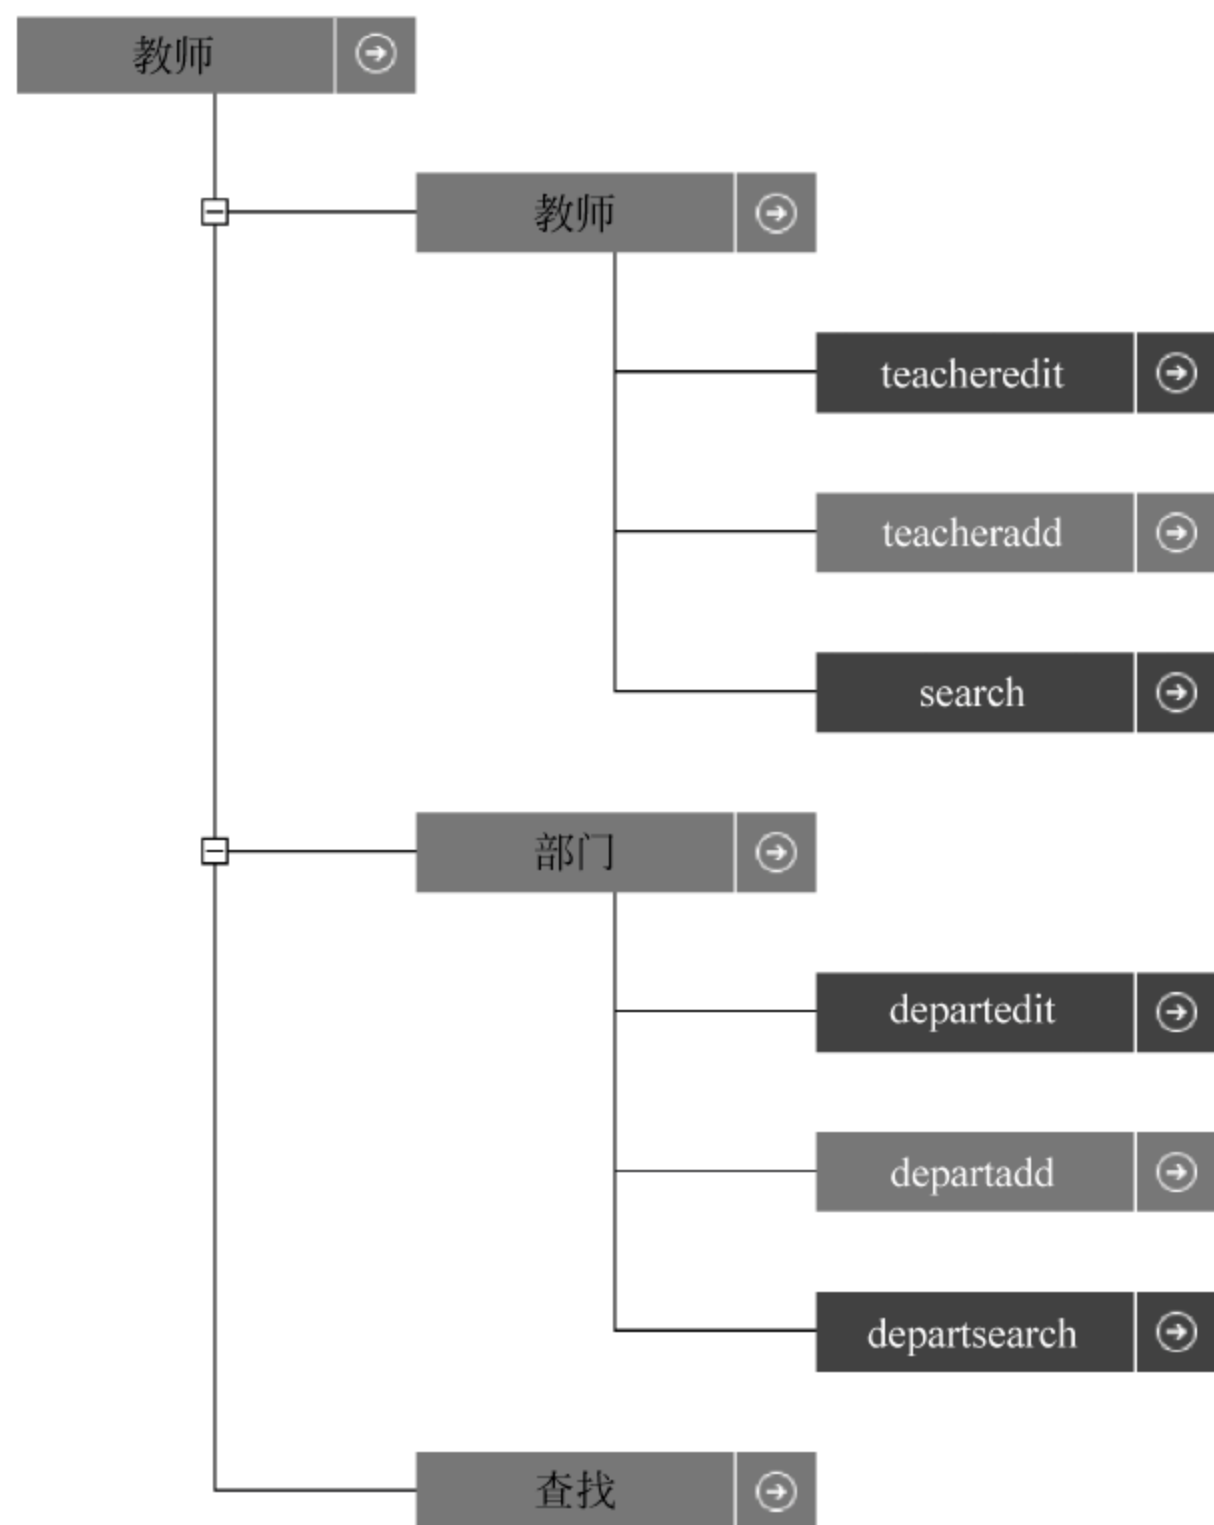 教师
教师
teacheredit
teacheradd
search
部门
departedit
departadd
departsearch
查找